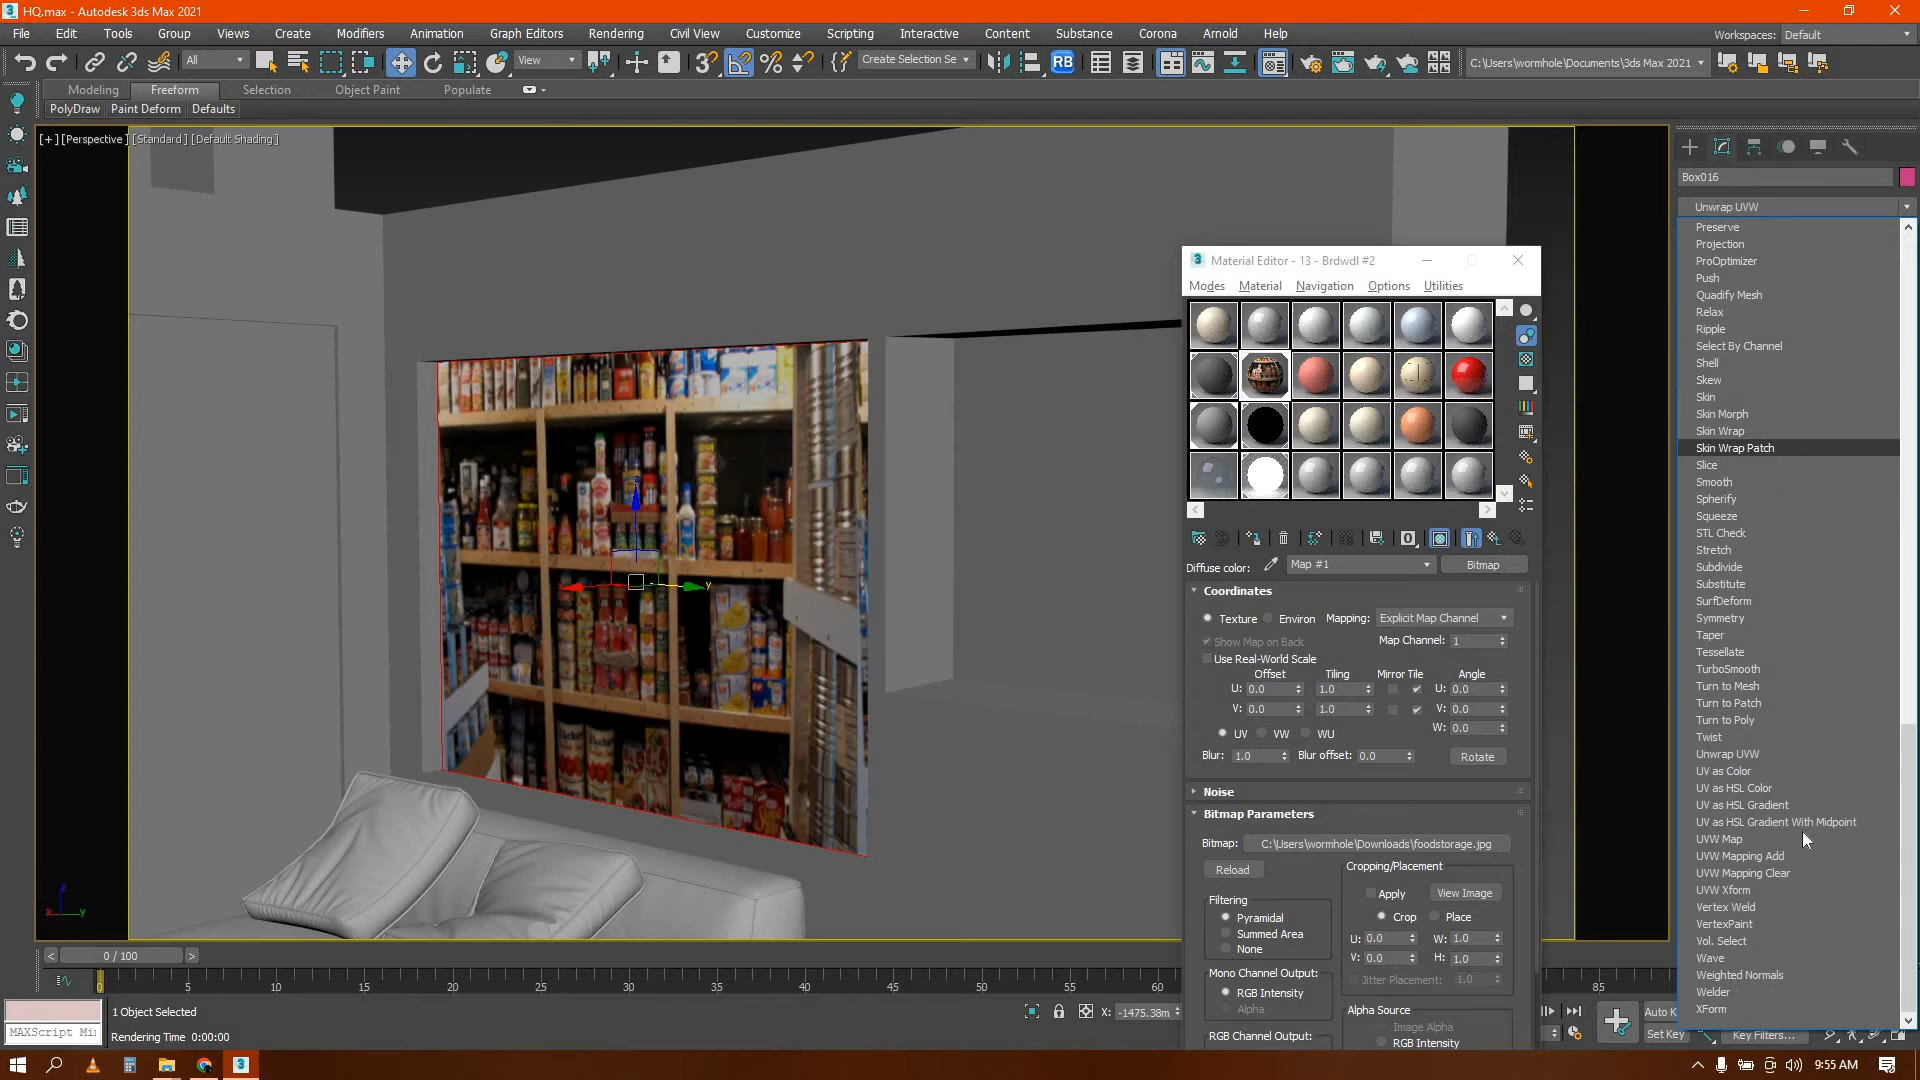 HQ.max - Autodesk 3ds Max 2021
File Edit Tools Group Views Create Modifiers Animation Graph Editors Rendering Civil View Customize Scripting Interactive Content Substance Corona Arnold Help
Workspaces: Default
All View Create Selection Se RB C:\Users\wormhole\Documents\3ds Max 2021
Modeling Freeform Selection Object Paint Populate
PolyDraw Paint Deform Defaults
[+] [Perspective] [Standard] [Default Shading]
Box016
Unwrap UVW
Preserve
Projection
ProOptimizer
Push
Quadify Mesh
Relax
Ripple
Select By Channel
Shell
Skew
Skin
Skin Morph
Skin Wrap
Skin Wrap Patch
Slice
Smooth
Spherify
Squeeze
STL Check
Stretch
Subdivide
Substitute
SurfDeform
Symmetry
Taper
Tessellate
TurboSmooth
Turn to Mesh
Turn to Patch
Turn to Poly
Twist
Unwrap UVW
UV as Color
UV as HSL Color
UV as HSL Gradient
UV as HSL Gradient With Midpoint
UVW Map
UVW Mapping Add
UVW Mapping Clear
UVW Xform
Vertex Weld
VertexPaint
Vol. Select
Wave
Weighted Normals
Welder
XForm
Material Editor - 13 - Brdwdl #2
Modes Material Navigation Options Utilities
Diffuse color: Map #1 Bitmap
Coordinates
Texture Environ Mapping: Explicit Map Channel
Show Map on Back Map Channel: 1
Use Real-World Scale
Offset Tiling Mirror Tile Angle
U: 0.0 1.0 U: 0.0
V: 0.0 1.0 V: 0.0
W: 0.0
UV VW WU
Blur: 1.0 Blur offset: 0.0 Rotate
Noise
Bitmap Parameters
Bitmap: C:\Users\wormhole\Downloads\foodstorage.jpg
Reload
Cropping/Placement
Apply View Image
Crop Place
U: 0.0 W: 1.0
V: 0.0 H: 1.0
Jitter Placement: 1.0
Filtering
Pyramidal
Summed Area
None
Mono Channel Output:
RGB Intensity
Alpha
RGB Channel Output:
Alpha Source
Image Alpha
RGB Intensity
z
y
z
x y
< 0 / 100 >
0 5 10 15 20 25 30 35 40 45 50 55 60 85
1 Object Selected
X: -1475.38m
MAXScript Mi
Rendering Time 0:00:00
Auto K
Set Key
Key Filters...
9:55 AM